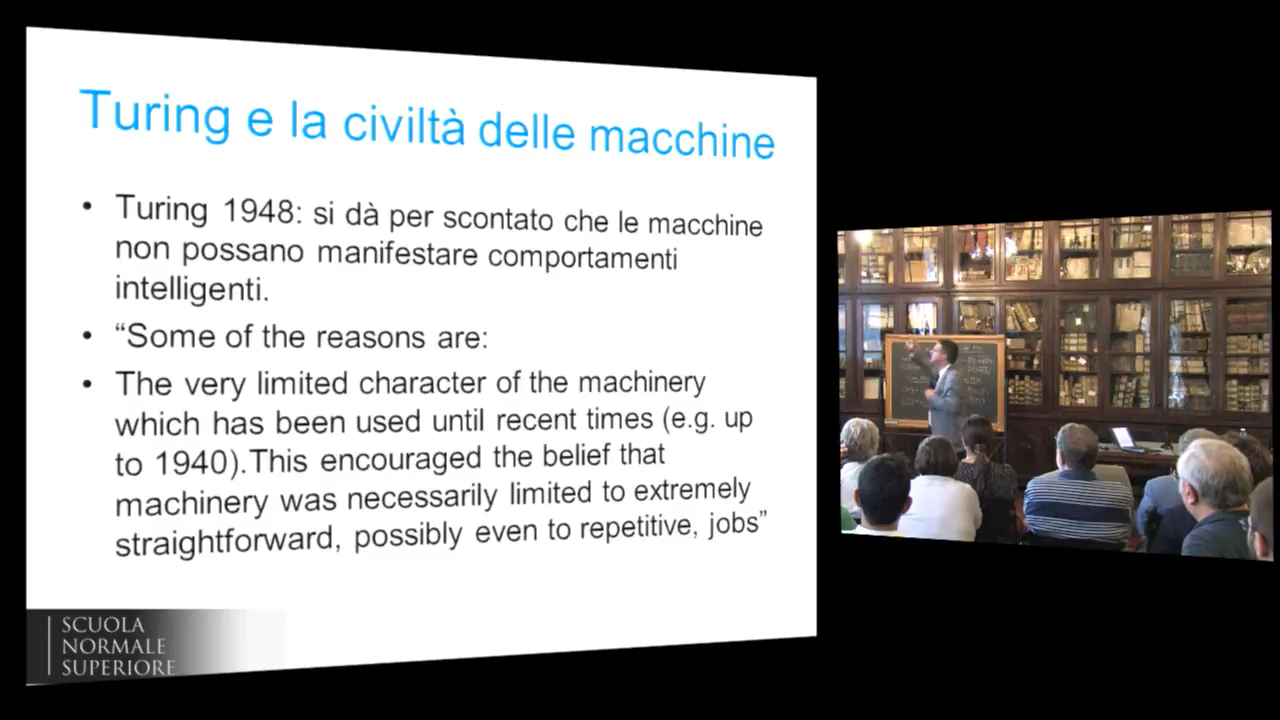 Turing e la civiltà delle macchine
• Turing 1948: si dà per scontato che le macchine
non possano manifestare comportamenti
intelligenti.
• “Some of the reasons are:
• The very limited character of the machinery
which has been used until recent times (e.g. up
to 1940).This encouraged the belief that
machinery was necessarily limited to extremely
straightforward, possibly even to repetitive, jobs”
SCUOLA
NORMALE
SUPERIORE